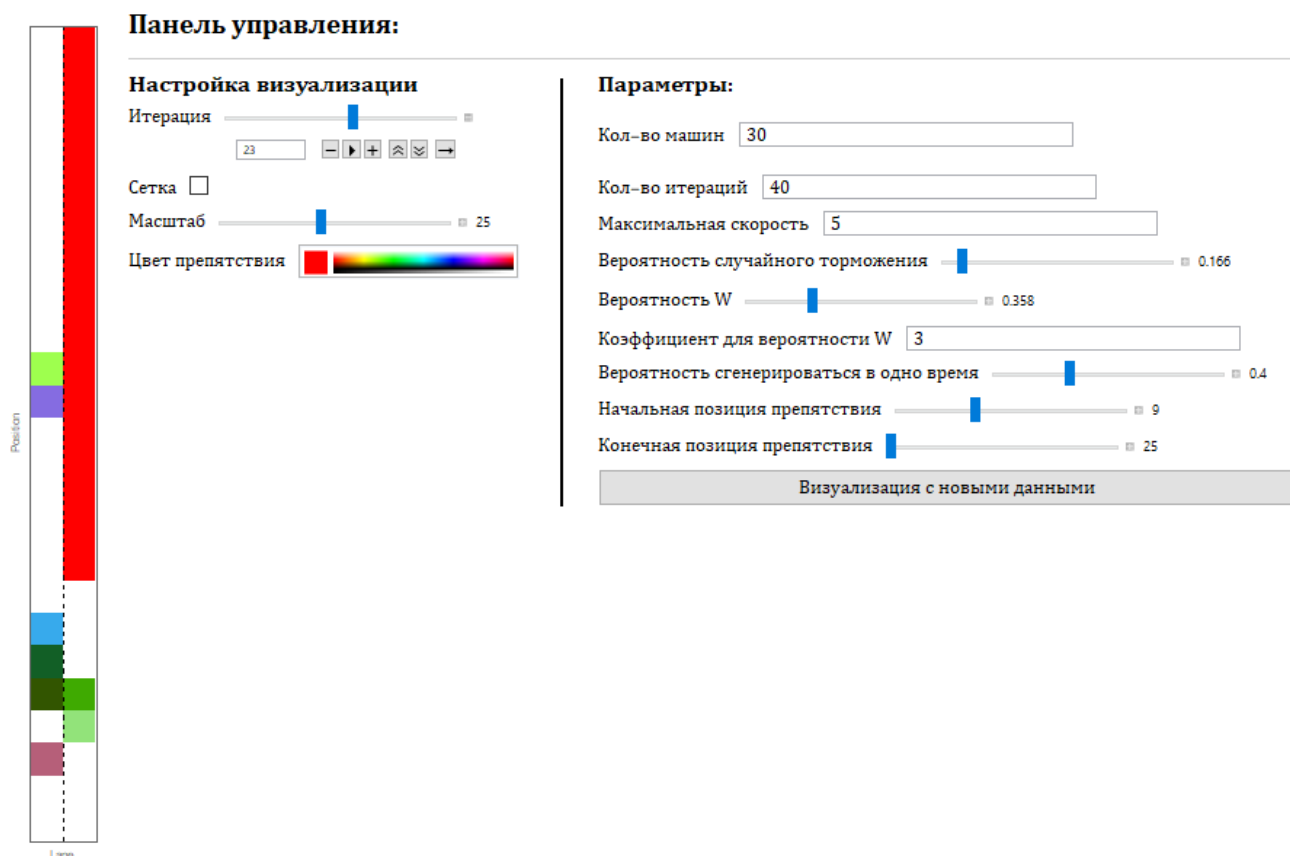 Панель управления:
Настройка визуализации
Итерация
23
Сетка
Масштаб 25
Цвет препятствия
Параметры:
Кол-во машин 30
Кол-во итераций 40
Максимальная скорость 5
Вероятность случайного торможения 0.166
Вероятность W 0.358
Коэффициент для вероятности W 3
Вероятность сгенерироваться в одно время 0.4
Начальная позиция препятствия 9
Конечная позиция препятствия 25
Визуализация с новыми данными
Position